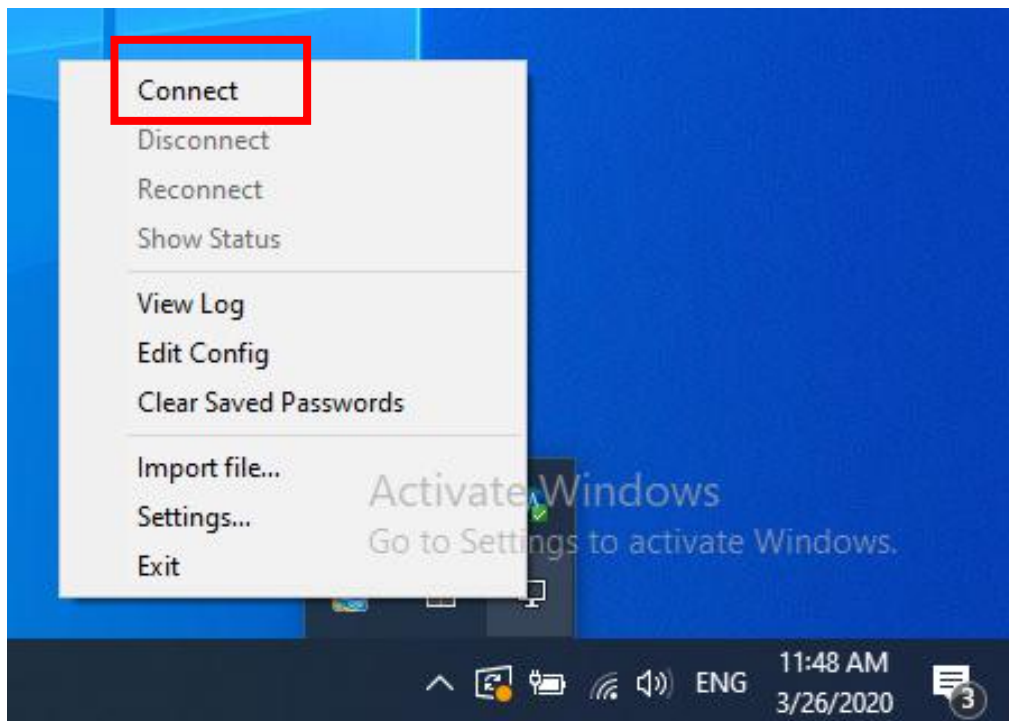 Connect
Disconnect
Reconnect
Show Status
View Log
Edit Config
Clear Saved Passwords
Import file...
Settings...
Exit
Activate Windows
Go to Settings to activate Windows.
ENG
11:48 AM
3/26/2020
3